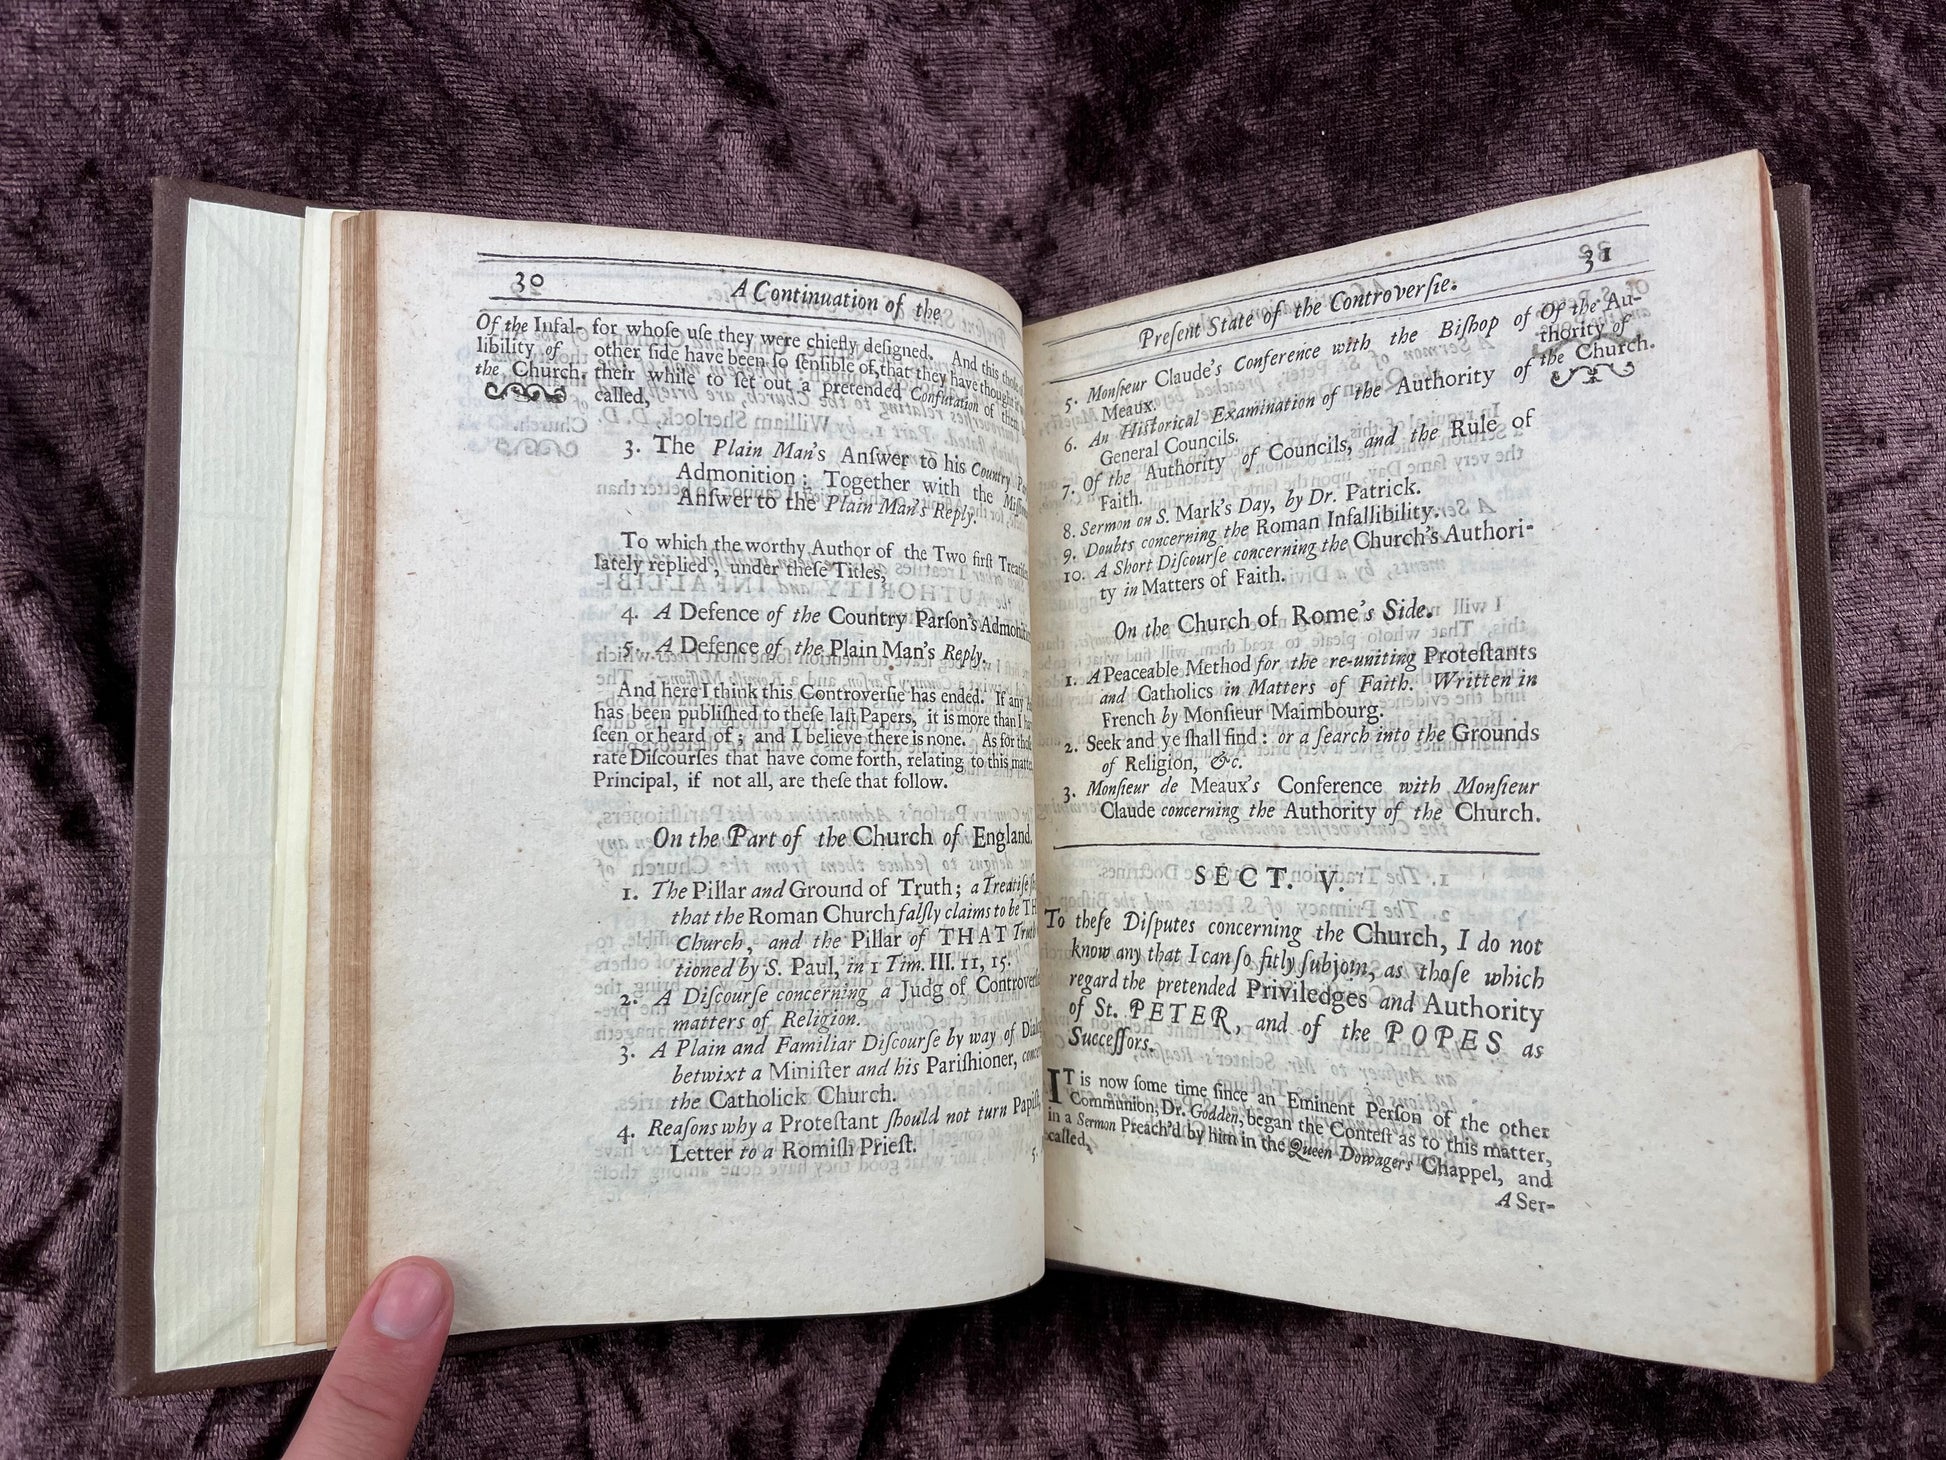 30
A Continuation of the
Of the Infal-
libility of
the Church.
for whoſe uſe they were chiefly deſigned. And this thoſe of
other ſide have been ſo ſenſible of, that they have thought it
their while to ſet out a pretended Confutation of them
called,
3. The Plain Man's Anſwer to his Country
Admonition; Together with the
Anſwer to the Plain Man's Reply.
To which the worthy Author of the Two firſt
lately replied, under theſe Titles,
4. A Defence of the Country Parſon's
5. A Defence of the Plain Man's Reply.
And here I think this Controverſie has ended. If any
has been publiſhed to theſe laſt Papers, it is more than I
ſeen or heard of; and I believe there is none. As for
rate Diſcourſes that have come forth, relating to this
Principal, if not all, are theſe that follow.
On the Part of the Church of England.
1. The Pillar and Ground of Truth; a Treatiſe
that the Roman Church falſly claims to be
Church, and the Pillar of THAT
tioned by S. Paul, in 1 Tim. III. 11, 15.
2. A Diſcourſe concerning a Judg of
matters of Religion.
3. A Plain and Familiar Diſcourſe by way of
betwixt a Miniſter and his Pariſhioner,
the Catholick Church.
4. Reaſons why a Proteſtant ſhould not turn
Letter to a Romiſh Prieſt.
5.
31
Preſent State of the Controverſie.
Of the Au-
thority of
the Church.
5. Monſieur Claude's Conference with the Biſhop of
Meaux.
6. An Hiſtorical Examination of the Authority of
General Councils.
7. Of the Authority of Councils, and the Rule of
Faith.
8. Sermon on S. Mark's Day, by Dr. Patrick.
9. Doubts concerning the Roman Infallibility.
10. A Short Diſcourſe concerning the Church's Authori-
ty in Matters of Faith.
On the Church of Rome's Side.
1. A Peaceable Method for the re-uniting Proteſtants
and Catholics in Matters of Faith. Written in
French by Monſieur Maimbourg.
2. Seek and ye ſhall find: or a ſearch into the Grounds
of Religion, &c.
3. Monſieur de Meaux's Conference with Monſieur
Claude concerning the Authority of the Church.
SECT. V.
To theſe Diſputes concerning the Church, I do not
know any that I can ſo fitly ſubjoin, as thoſe which
regard the pretended Priviledges and Authority
of St. PETER, and of the POPES as
Succeſſors.
IT is now ſome time ſince an Eminent Perſon of the other
Communion, Dr. Godden, began the Conteſt as to this matter,
in a Sermon Preach'd by him in the Queen Dowagers Chappel, and
called,
A Ser-